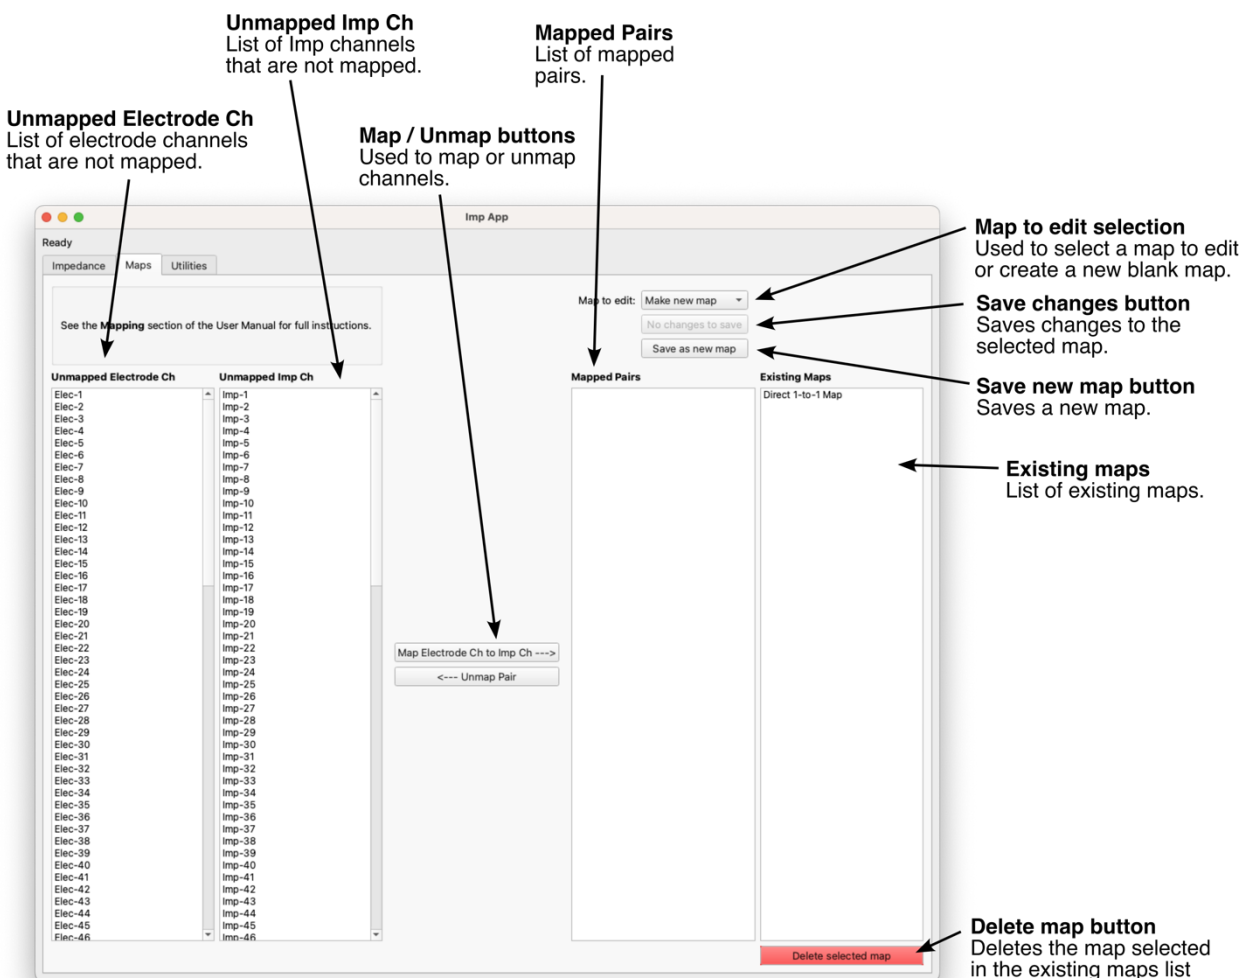 Unmapped Imp Ch
List of Imp channels
that are not mapped.
Mapped Pairs
List of mapped
pairs.
Unmapped Electrode Ch
List of electrode channels
that are not mapped.
Map / Unmap buttons
Used to map or unmap
channels.
Imp App
Ready
Impedance Maps Utilities
See the Mapping section of the User Manual for full instructions.
Map to edit: Make new map
No changes to save
Save as new map
Map to edit selection
Used to select a map to edit
or create a new blank map.
Save changes button
Saves changes to the
selected map.
Save new map button
Saves a new map.
Existing maps
List of existing maps.
Unmapped Electrode Ch
Elec-1
Elec-2
Elec-3
Elec-4
Elec-5
Elec-6
Elec-7
Elec-8
Elec-9
Elec-10
Elec-11
Elec-12
Elec-13
Elec-14
Elec-15
Elec-16
Elec-17
Elec-18
Elec-19
Elec-20
Elec-21
Elec-22
Elec-23
Elec-24
Elec-25
Elec-26
Elec-27
Elec-28
Elec-29
Elec-30
Elec-31
Elec-32
Elec-33
Elec-34
Elec-35
Elec-36
Elec-37
Elec-38
Elec-39
Elec-40
Elec-41
Elec-42
Elec-43
Elec-44
Elec-45
Elec-46
Unmapped Imp Ch
Imp-1
Imp-2
Imp-3
Imp-4
Imp-5
Imp-6
Imp-7
Imp-8
Imp-9
Imp-10
Imp-11
Imp-12
Imp-13
Imp-14
Imp-15
Imp-16
Imp-17
Imp-18
Imp-19
Imp-20
Imp-21
Imp-22
Imp-23
Imp-24
Imp-25
Imp-26
Imp-27
Imp-28
Imp-29
Imp-30
Imp-31
Imp-32
Imp-33
Imp-34
Imp-35
Imp-36
Imp-37
Imp-38
Imp-39
Imp-40
Imp-41
Imp-42
Imp-43
Imp-44
Imp-45
Imp-46
Map Electrode Ch to Imp Ch --->
<--- Unmap Pair
Mapped Pairs
Existing Maps
Direct 1-to-1 Map
Delete selected map
Delete map button
Deletes the map selected
in the existing maps list